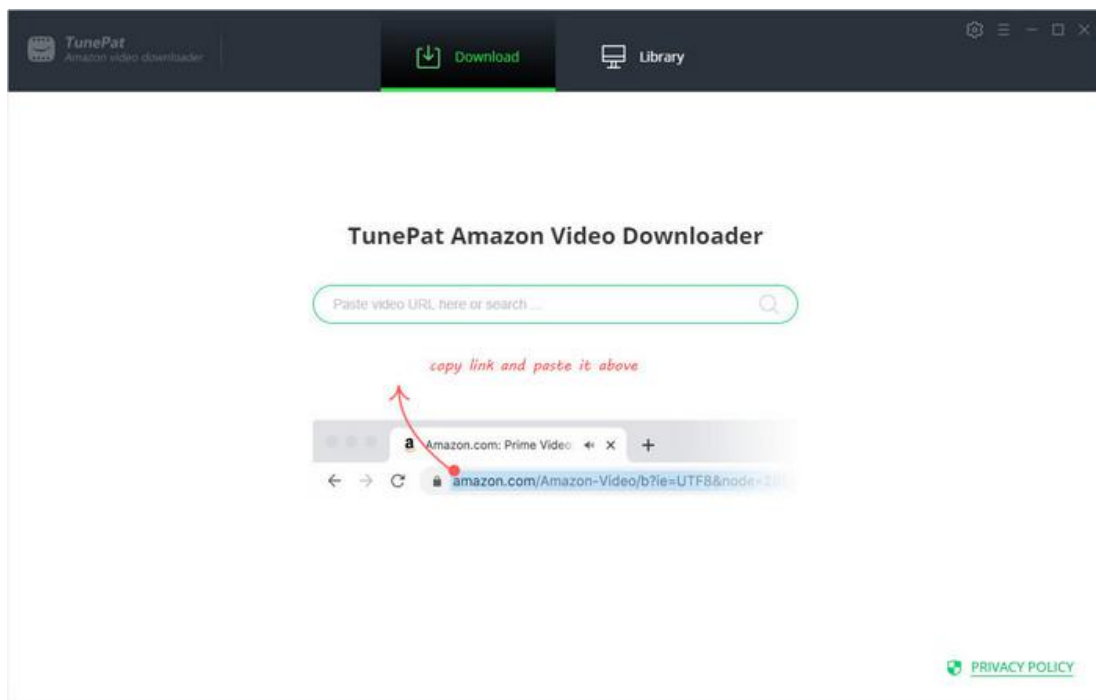 TunePat
Amazon video downloader
Download
Library
TunePat Amazon Video Downloader
Paste video URL here or search ...
copy link and paste it above
a Amazon.com: Prime Video
amazon.com/Amazon-Video/b?ie=UTF8&node=
PRIVACY POLICY